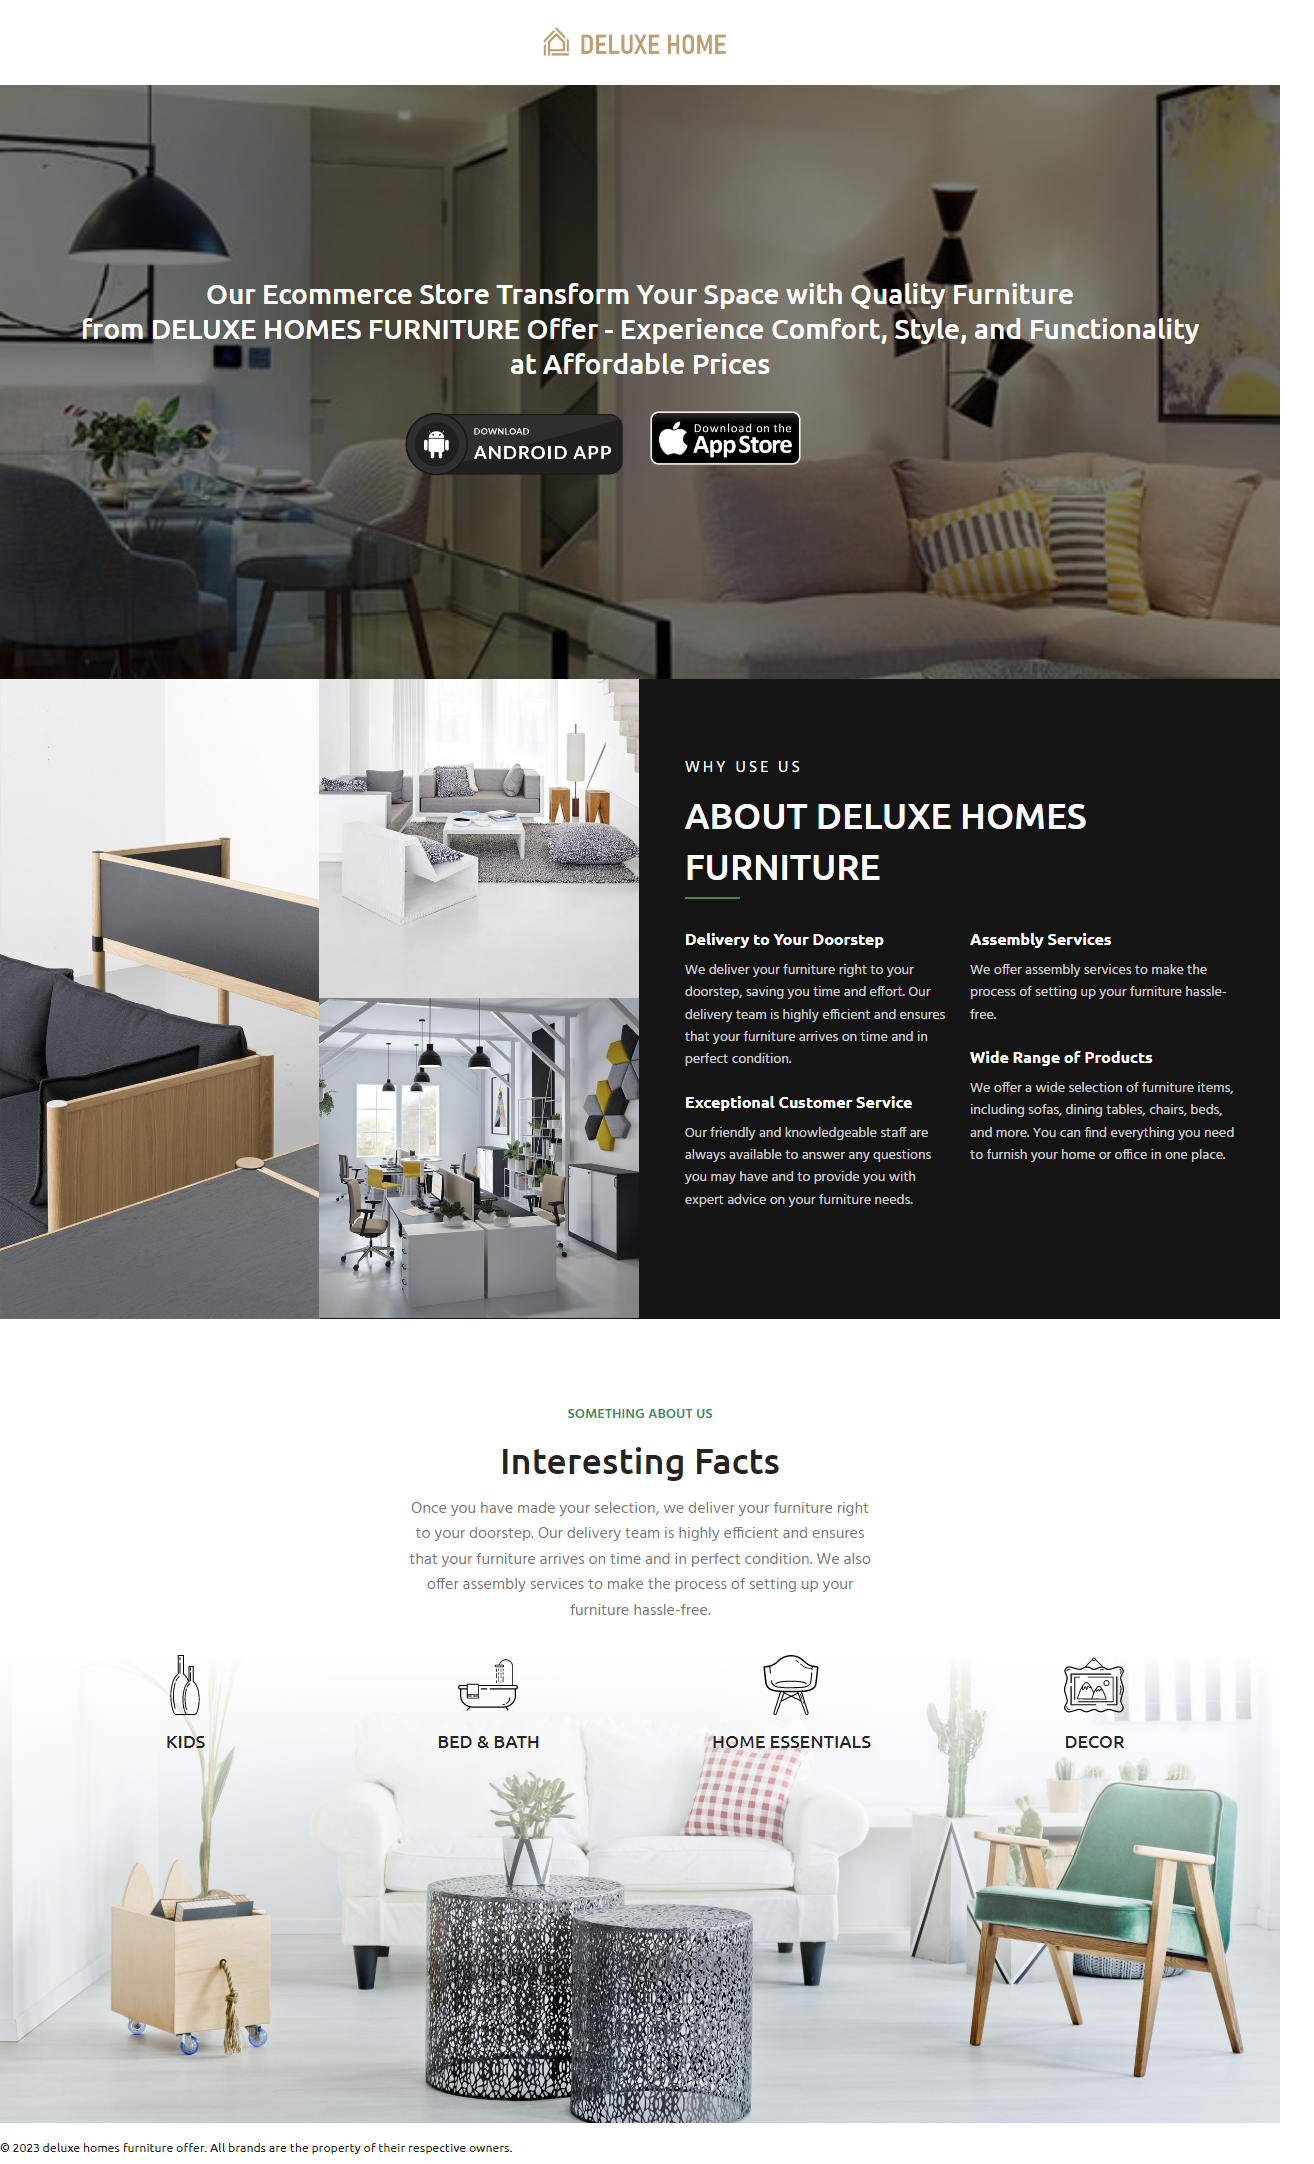 DELUXE HOME
Our Ecommerce Store Transform Your Space with Quality Furniture
from DELUXE HOMES FURNITURE Offer - Experience Comfort, Style, and Functionality
at Affordable Prices
DOWNLOAD
ANDROID APP
Download on the
App Store
WHY USE US
ABOUT DELUXE HOMES
FURNITURE
Delivery to Your Doorstep
We deliver your furniture right to your
doorstep, saving you time and effort. Our
delivery team is highly efficient and ensures
that your furniture arrives on time and in
perfect condition.
Exceptional Customer Service
Our friendly and knowledgeable staff are
always available to answer any questions
you may have and to provide you with
expert advice on your furniture needs.
Assembly Services
We offer assembly services to make the
process of setting up your furniture hassle-
free.
Wide Range of Products
We offer a wide selection of furniture items,
including sofas, dining tables, chairs, beds,
and more. You can find everything you need
to furnish your home or office in one place.
SOMETHING ABOUT US
Interesting Facts
Once you have made your selection, we deliver your furniture right
to your doorstep. Our delivery team is highly efficient and ensures
that your furniture arrives on time and in perfect condition. We also
offer assembly services to make the process of setting up your
furniture hassle-free.
KIDS
BED & BATH
HOME ESSENTIALS
DECOR
© 2023 deluxe homes furniture offer. All brands are the property of their respective owners.